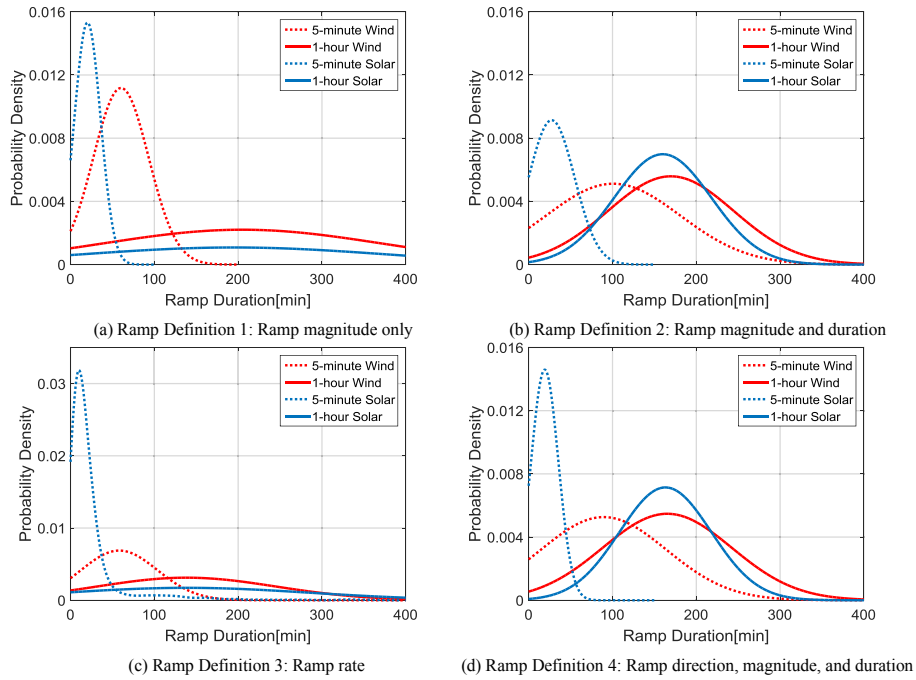 0.016
0.012
0.008
0.004
0
Probability Density
0 100 200 300 400
Ramp Duration[min]
5-minute Wind
1-hour Wind
5-minute Solar
1-hour Solar
(a) Ramp Definition 1: Ramp magnitude only
0.016
0.012
0.008
0.004
0
Probability Density
0 100 200 300 400
Ramp Duration[min]
5-minute Wind
1-hour Wind
5-minute Solar
1-hour Solar
(b) Ramp Definition 2: Ramp magnitude and duration
0.03
0.02
0.01
0
Probability Density
0 100 200 300 400
Ramp Duration[min]
5-minute Wind
1-hour Wind
5-minute Solar
1-hour Solar
(c) Ramp Definition 3: Ramp rate
0.016
0.012
0.008
0.004
0
Probability Density
0 100 200 300 400
Ramp Duration[min]
5-minute Wind
1-hour Wind
5-minute Solar
1-hour Solar
(d) Ramp Definition 4: Ramp direction, magnitude, and duration